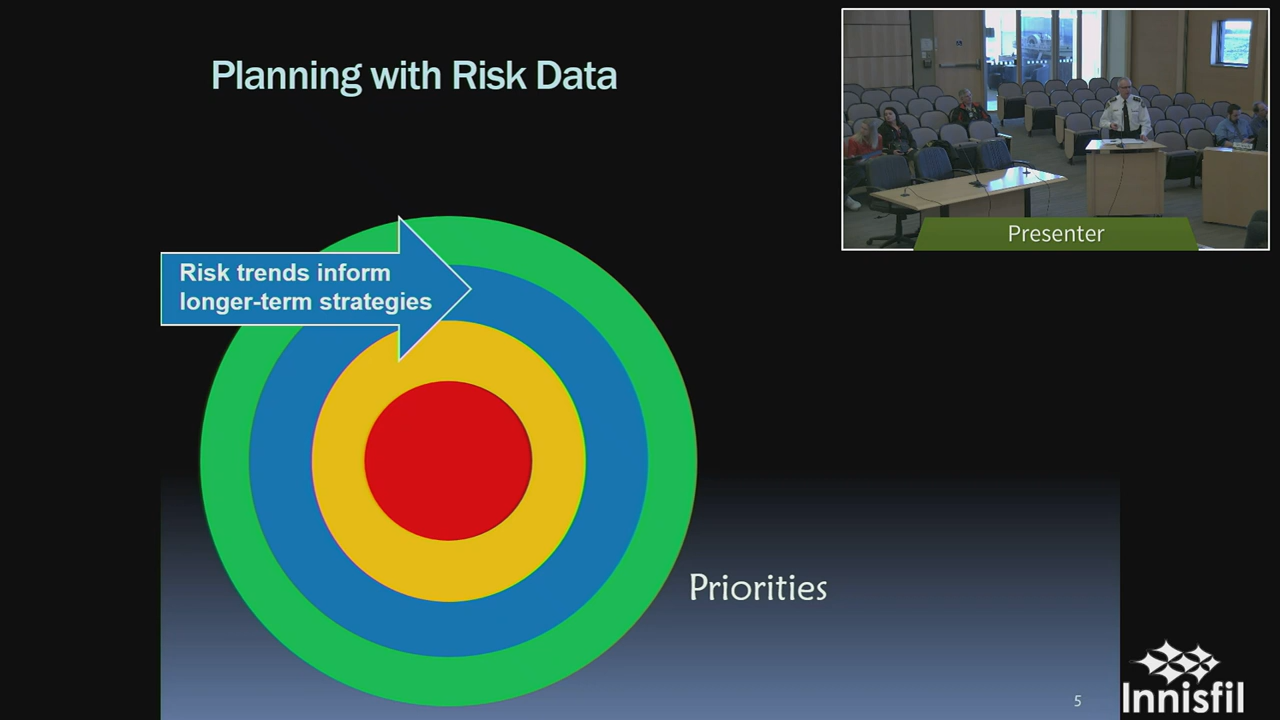 Planning with Risk Data
Presenter
Risk trends inform
longer-term strategies
Priorities
5
Innisfil